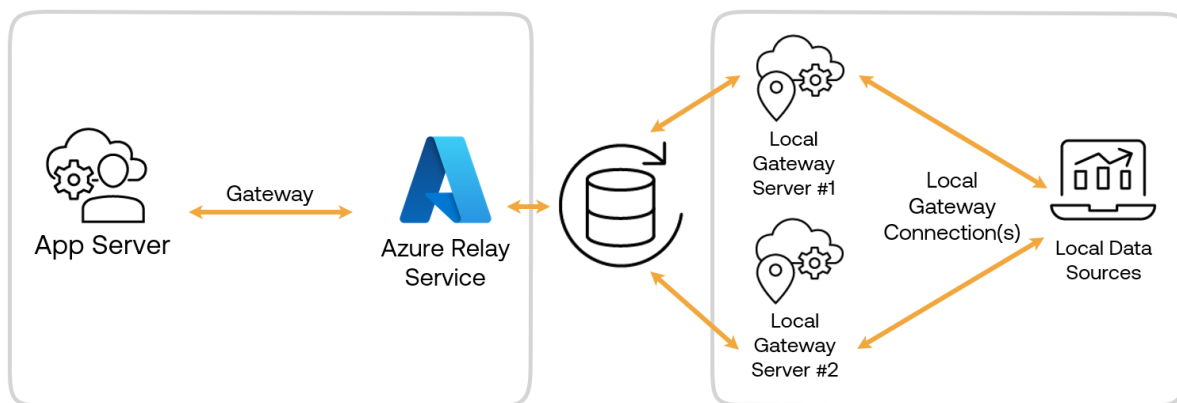 App Server
Gateway
Azure Relay
Service
Local
Gateway
Server #1
Local
Gateway
Server #2
Local
Gateway
Connection(s)
Local Data
Sources